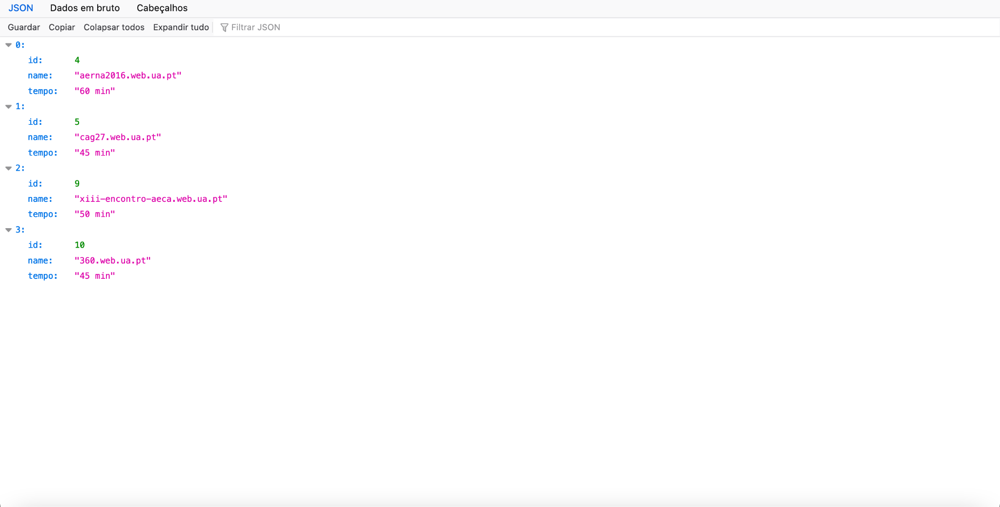 JSON Dados em bruto Cabeçalhos
Guardar Copiar Colapsar todos Expandir tudo Filtrar JSON
0:
id: 4
name: "aerna2016.web.ua.pt"
tempo: "60 min"
1:
id: 5
name: "cag27.web.ua.pt"
tempo: "45 min"
2:
id: 9
name: "xiii-encontro-aeca.web.ua.pt"
tempo: "50 min"
3:
id: 10
name: "360.web.ua.pt"
tempo: "45 min"